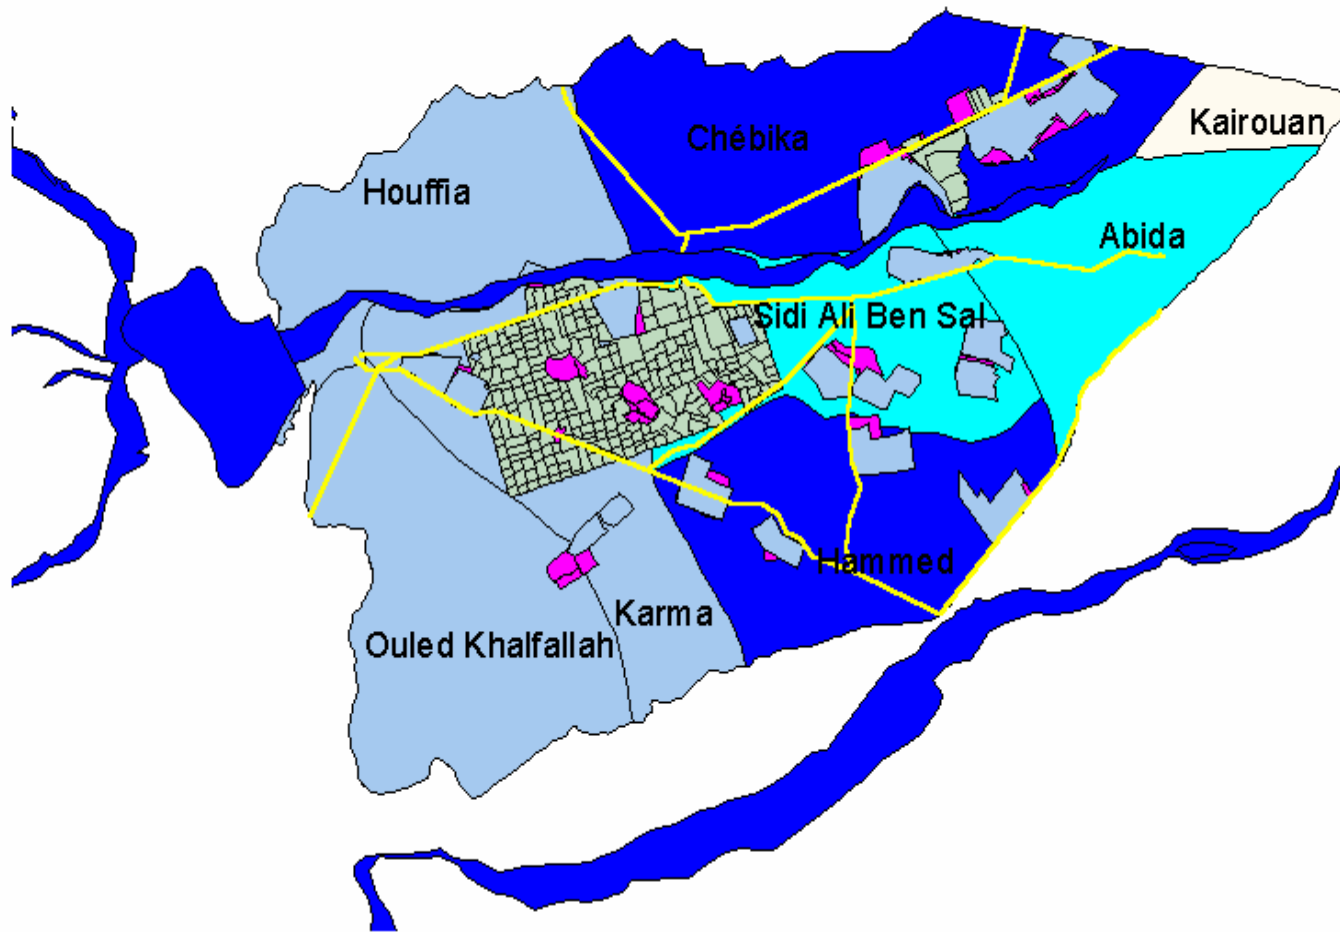 Kairouan
Chébika
Houffia
Abida
Sidi Ali Ben Sal
Hammed
Karma
Ouled Khalfallah